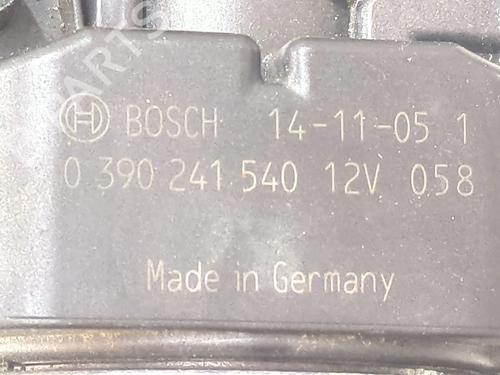 BOSCH 14-11-05 1
0 390 241 540 12V 058
Made in Germany